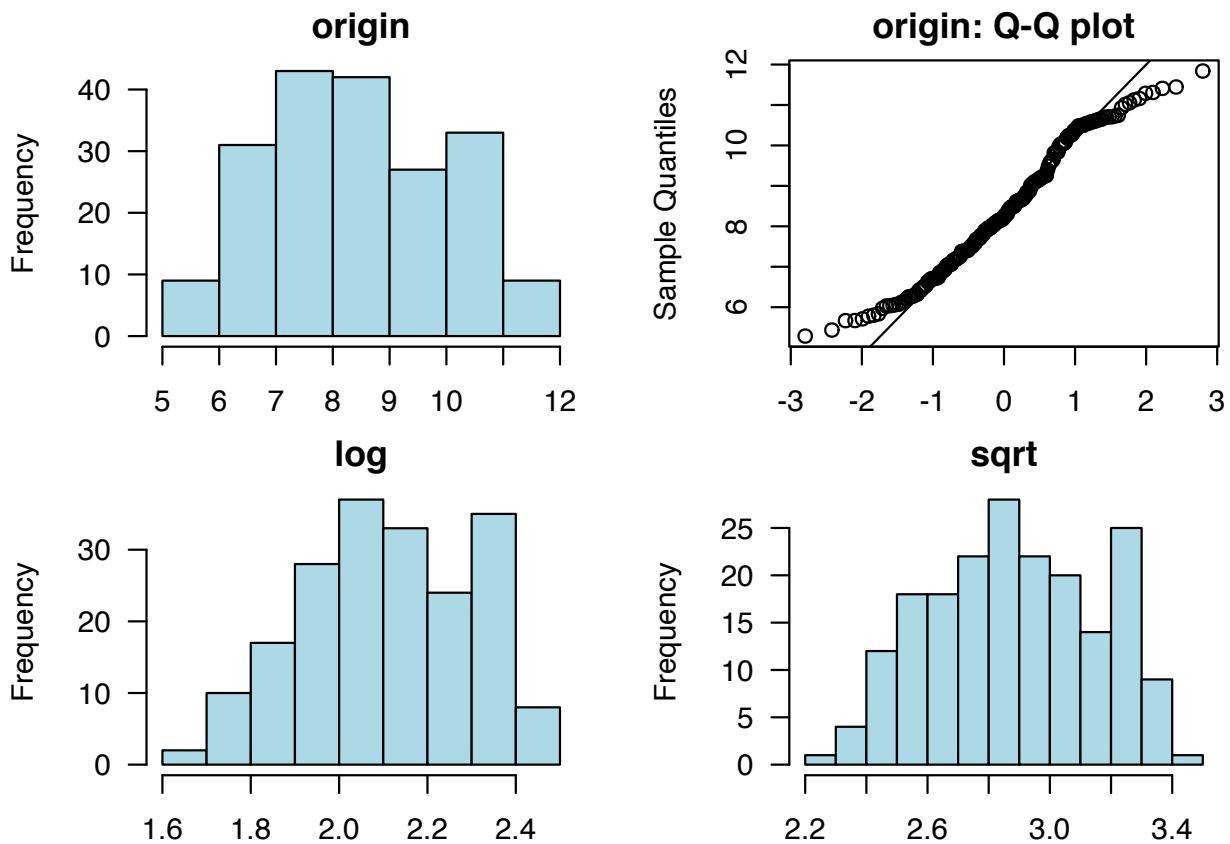 origin
Frequency
40
30
20
10
0
5 6 7 8 9 10 12
origin: Q-Q plot
Sample Quantiles
12
10
8
6
-3 -2 -1 0 1 2 3
log
Frequency
30
20
10
0
1.6 1.8 2.0 2.2 2.4
sqrt
Frequency
25
20
15
10
5
0
2.2 2.6 3.0 3.4